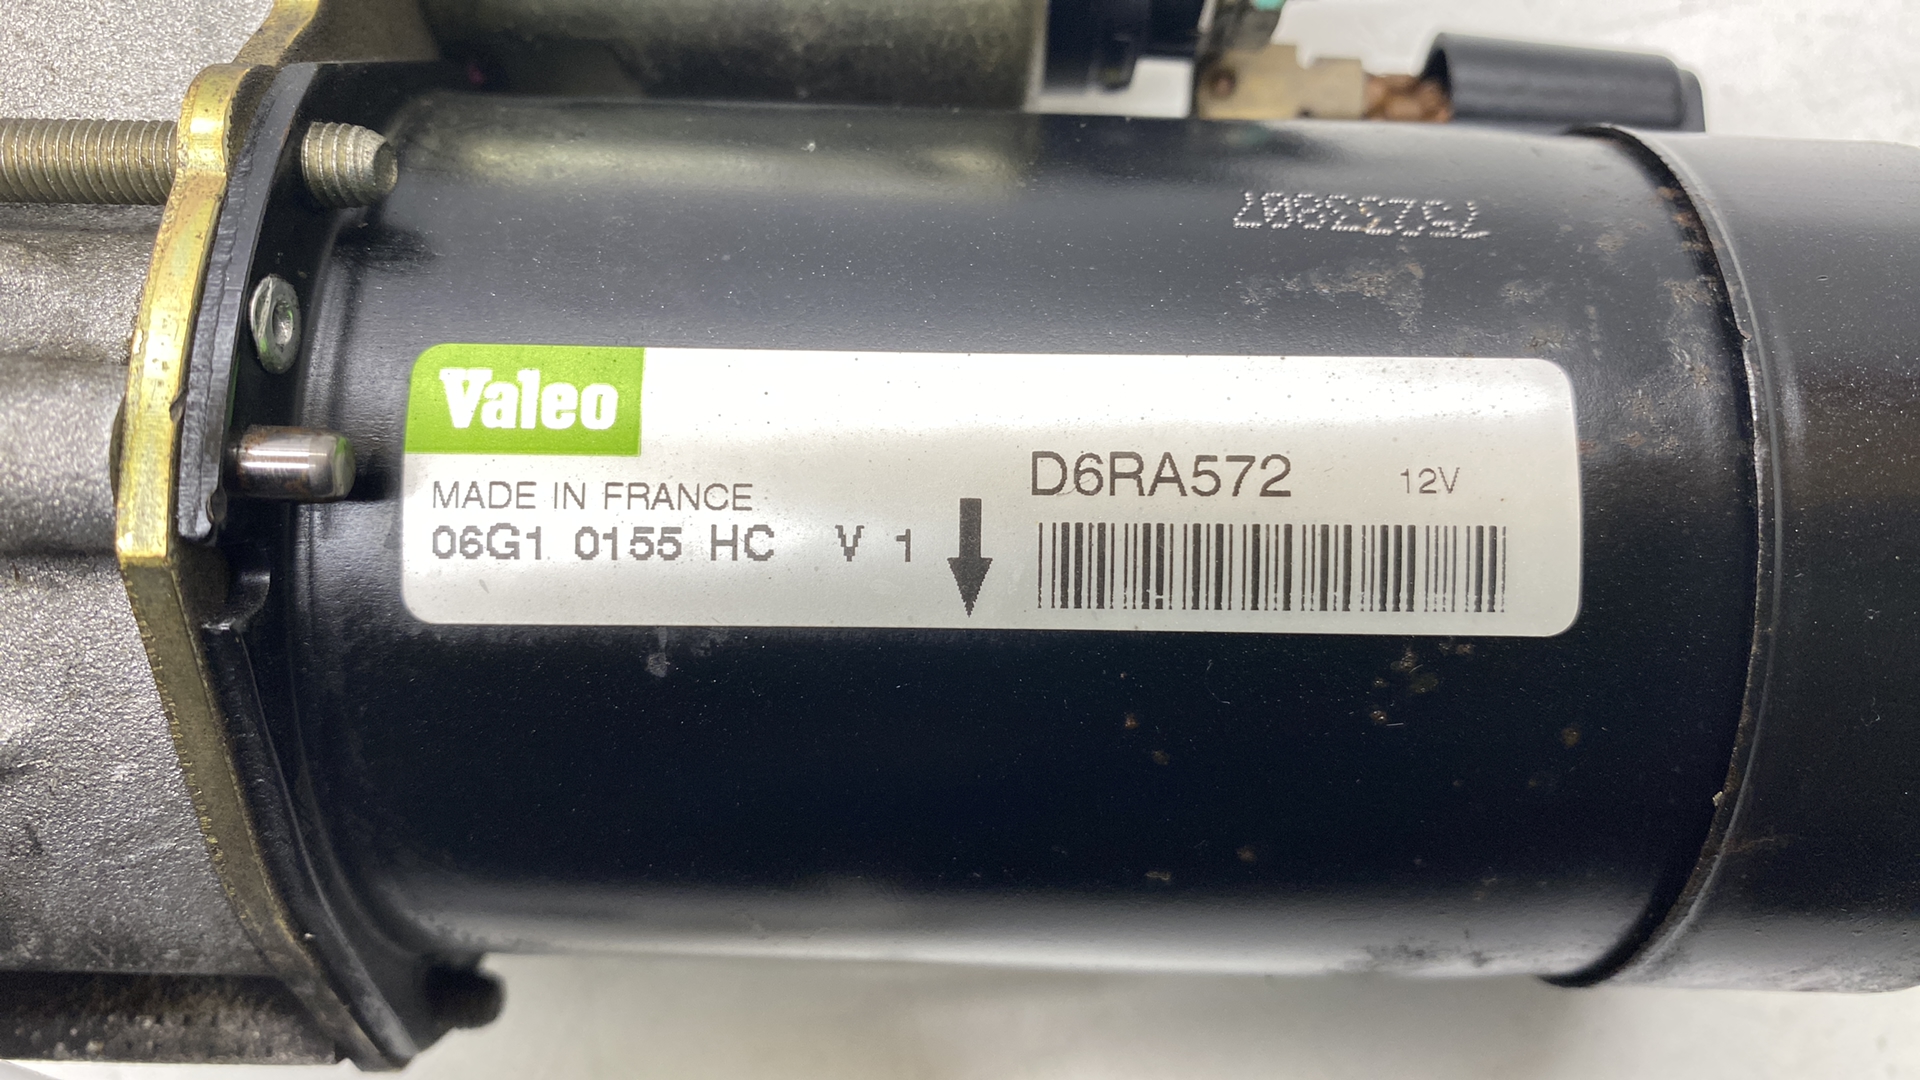 Valeo
MADE IN FRANCE
06G1 0155 HC V 1
D6RA572 12V